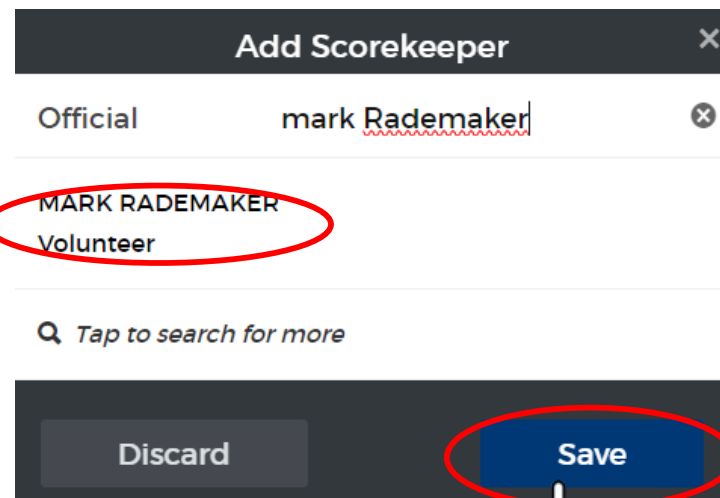 Add Scorekeeper ×
Official mark Rademaker
MARK RADEMAKER
Volunteer
Tap to search for more
Discard Save